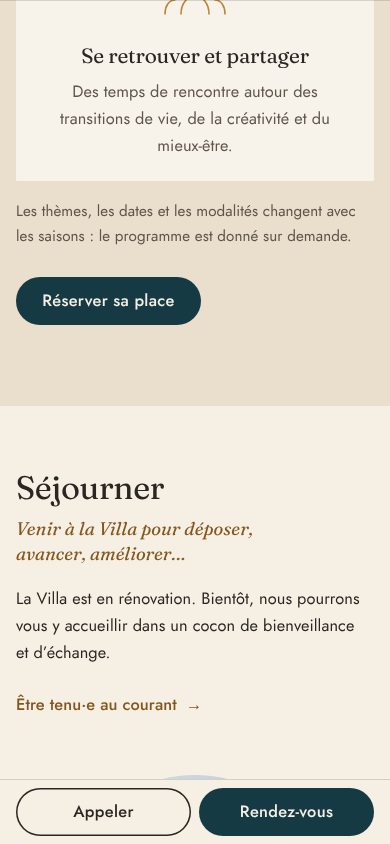 Se retrouver et partager
Des temps de rencontre autour des
transitions de vie, de la créativité et du
mieux-être.
Les thèmes, les dates et les modalités changent avec
les saisons : le programme est donné sur demande.
Réserver sa place
Séjourner
Venir à la Villa pour déposer,
avancer, améliorer…
La Villa est en rénovation. Bientôt, nous pourrons
vous y accueillir dans un cocon de bienveillance
et d’échange.
Être tenu·e au courant →
Appeler
Rendez-vous